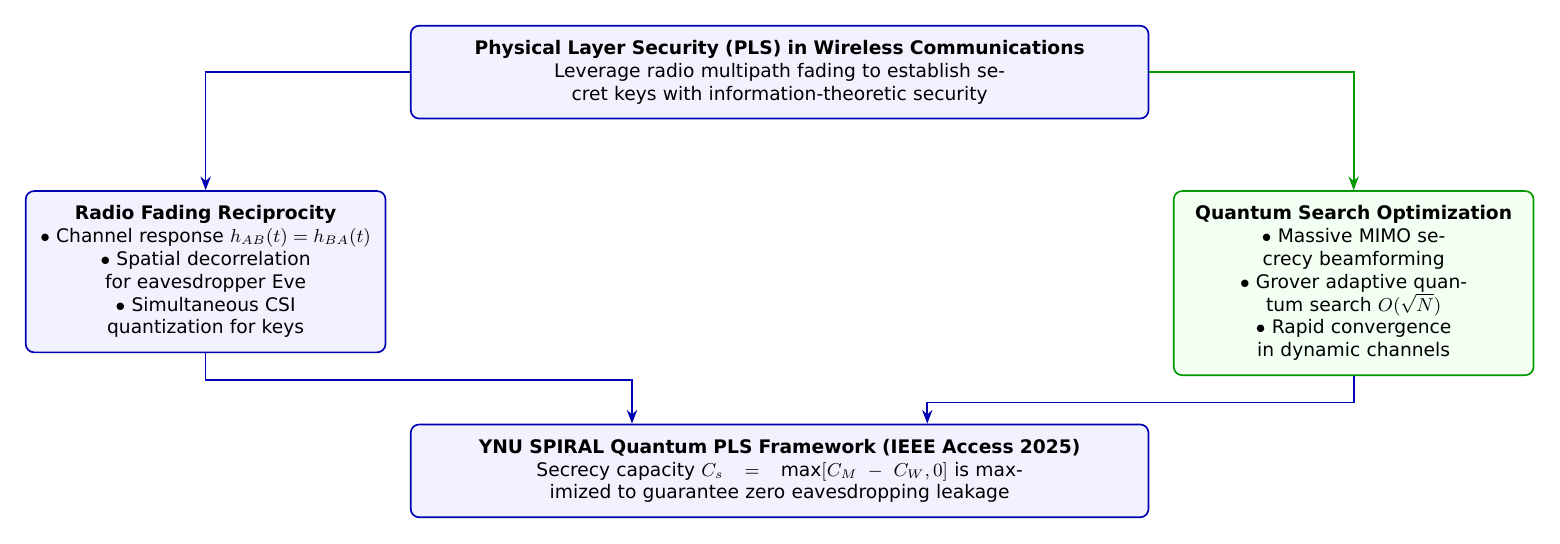 Physical Layer Security (PLS) in Wireless Communications
Leverage radio multipath fading to establish se-
cret keys with information-theoretic security
Radio Fading Reciprocity
• Channel response $h_{AB}(t) = h_{BA}(t)$
• Spatial decorrelation
for eavesdropper Eve
• Simultaneous CSI
quantization for keys
Quantum Search Optimization
• Massive MIMO se-
crecy beamforming
• Grover adaptive quan-
tum search $O(\sqrt{N})$
• Rapid convergence
in dynamic channels
YNU SPIRAL Quantum PLS Framework (IEEE Access 2025)
Secrecy capacity $C_s = \max[C_M - C_W, 0]$ is max-
imized to guarantee zero eavesdropping leakage